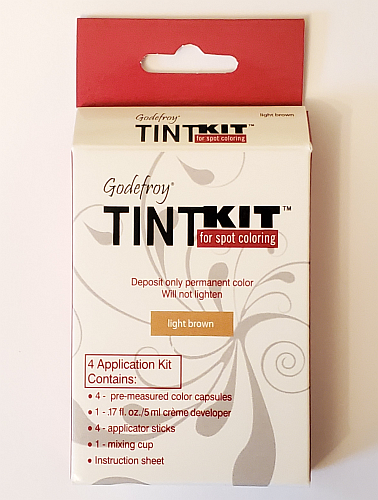 Godefroy®
light brown
TINTKIT™
for spot coloring
Godefroy®
TINTKIT™
for spot coloring
Deposit only permanent color
Will not lighten
light brown
4 Application Kit
Contains:
• 4 - pre-measured color capsules
• 1 - .17 fl. oz./5 ml crème developer
• 4 - applicator sticks
• 1 - mixing cup
• Instruction sheet